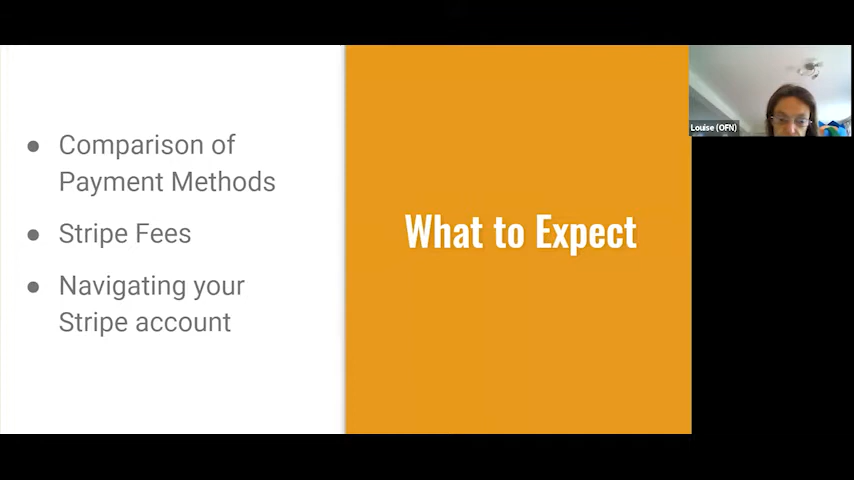 ● Comparison of
Payment Methods
● Stripe Fees
● Navigating your
Stripe account
What to Expect
Louise (OFN)